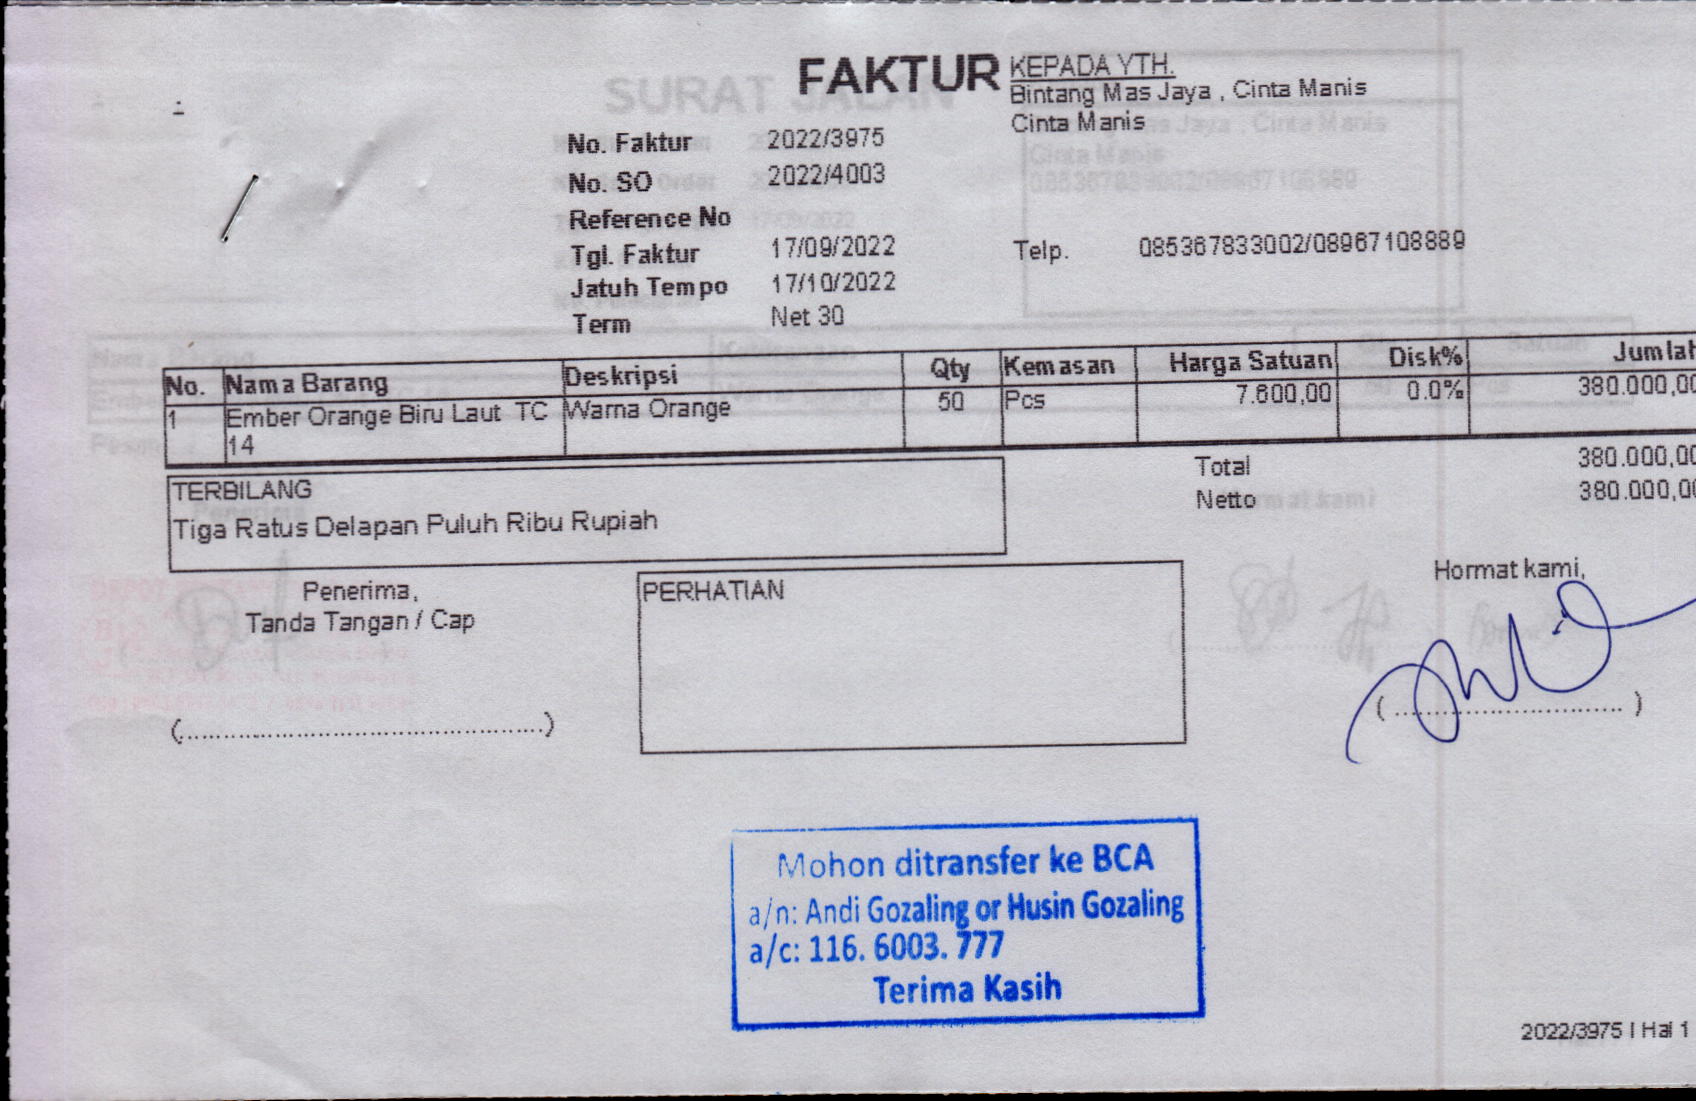 FAKTUR
KEPADA YTH.
Bintang Mas Jaya , Cinta Manis
Cinta Manis
No. Faktur 2022/3975
No. SO 2022/4003
Reference No
Tgl. Faktur 17/09/2022
Telp. 085367833002/08967108889
Jatuh Tempo 17/10/2022
Term Net 30
No. Nama Barang Deskripsi Qty Kemasan Harga Satuan Disk% Jumlah
1 Ember Orange Biru Laut TC Warna Orange 50 Pcs 7.600,00 0.0% 380.000,00
14
Total 380.000,00
Netto 380.000,00
TERBILANG
Tiga Ratus Delapan Puluh Ribu Rupiah
Penerima,
Tanda Tangan / Cap
PERHATIAN
Hormat kami,
(..................................................)
( ................................ )
Mohon ditransfer ke BCA
a/n: Andi Gozaling or Husin Gozaling
a/c: 116. 6003. 777
Terima Kasih
2022/3975 | Hal 1
SURAT JALAN